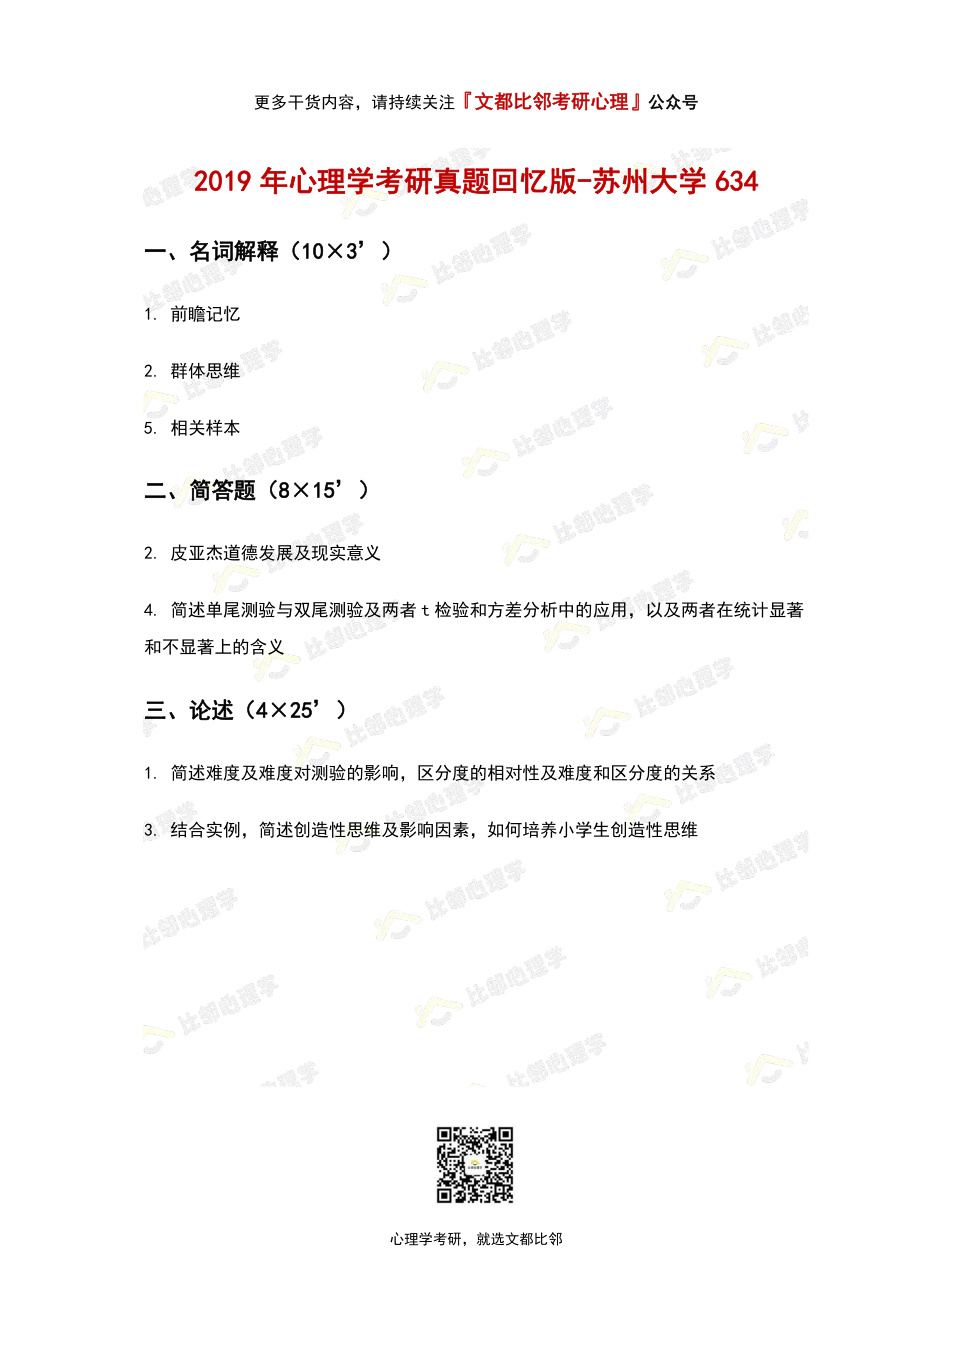 更多干货内容，请持续关注『文都比邻考研心理』公众号
2019 年心理学考研真题回忆版-苏州大学 634
一、名词解释（10×3’）
1. 前瞻记忆
2. 群体思维
5. 相关样本
二、简答题（8×15’）
2. 皮亚杰道德发展及现实意义
4. 简述单尾测验与双尾测验及两者 t 检验和方差分析中的应用，以及两者在统计显著
和不显著上的含义
三、论述（4×25’）
1. 简述难度及难度对测验的影响，区分度的相对性及难度和区分度的关系
3. 结合实例，简述创造性思维及影响因素，如何培养小学生创造性思维
比邻心理学
心理学考研，就选文都比邻